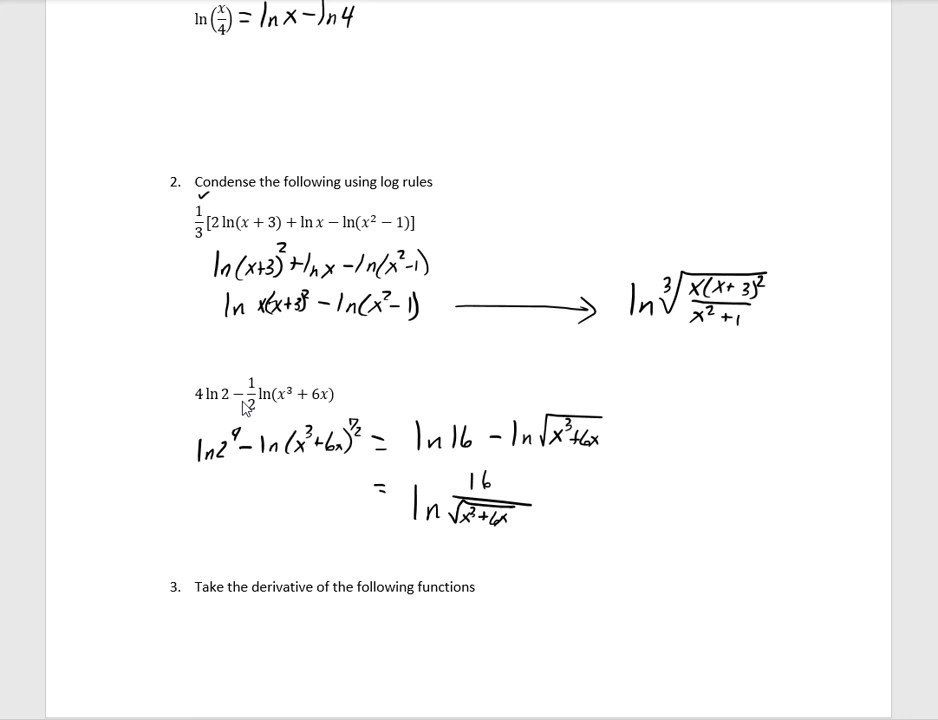 ln(x/4) = ln x - ln 4
2. Condense the following using log rules
1/3 [2 ln(x + 3) + ln x − ln(x² − 1)]
ln(x+3)² + ln x - ln(x²-1)
ln x(x+3)² - ln(x²-1) ⟶ ln ∛(x(x+3)²/(x²+1))
4 ln 2 − 1/2 ln(x³ + 6x)
ln 2⁴ - ln(x³+6x)^½ = ln 16 - ln √(x³+6x)
= ln 16/√(x³+6x)
3. Take the derivative of the following functions